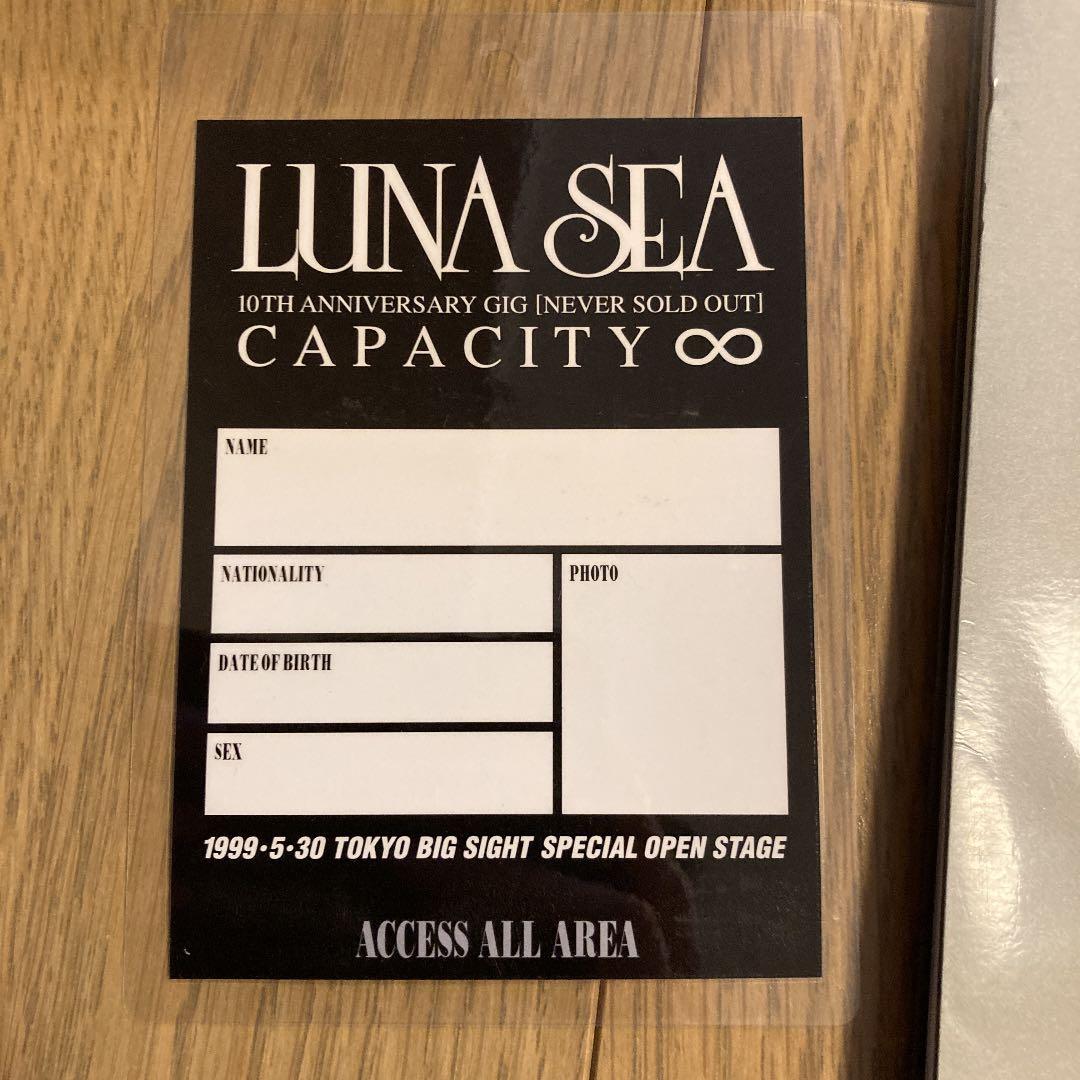 LUNA SEA
10TH ANNIVERSARY GIG [NEVER SOLD OUT]
CAPACITY ∞
NAME
NATIONALITY
PHOTO
DATE OF BIRTH
SEX
1999·5·30 TOKYO BIG SIGHT SPECIAL OPEN STAGE
ACCESS ALL AREA